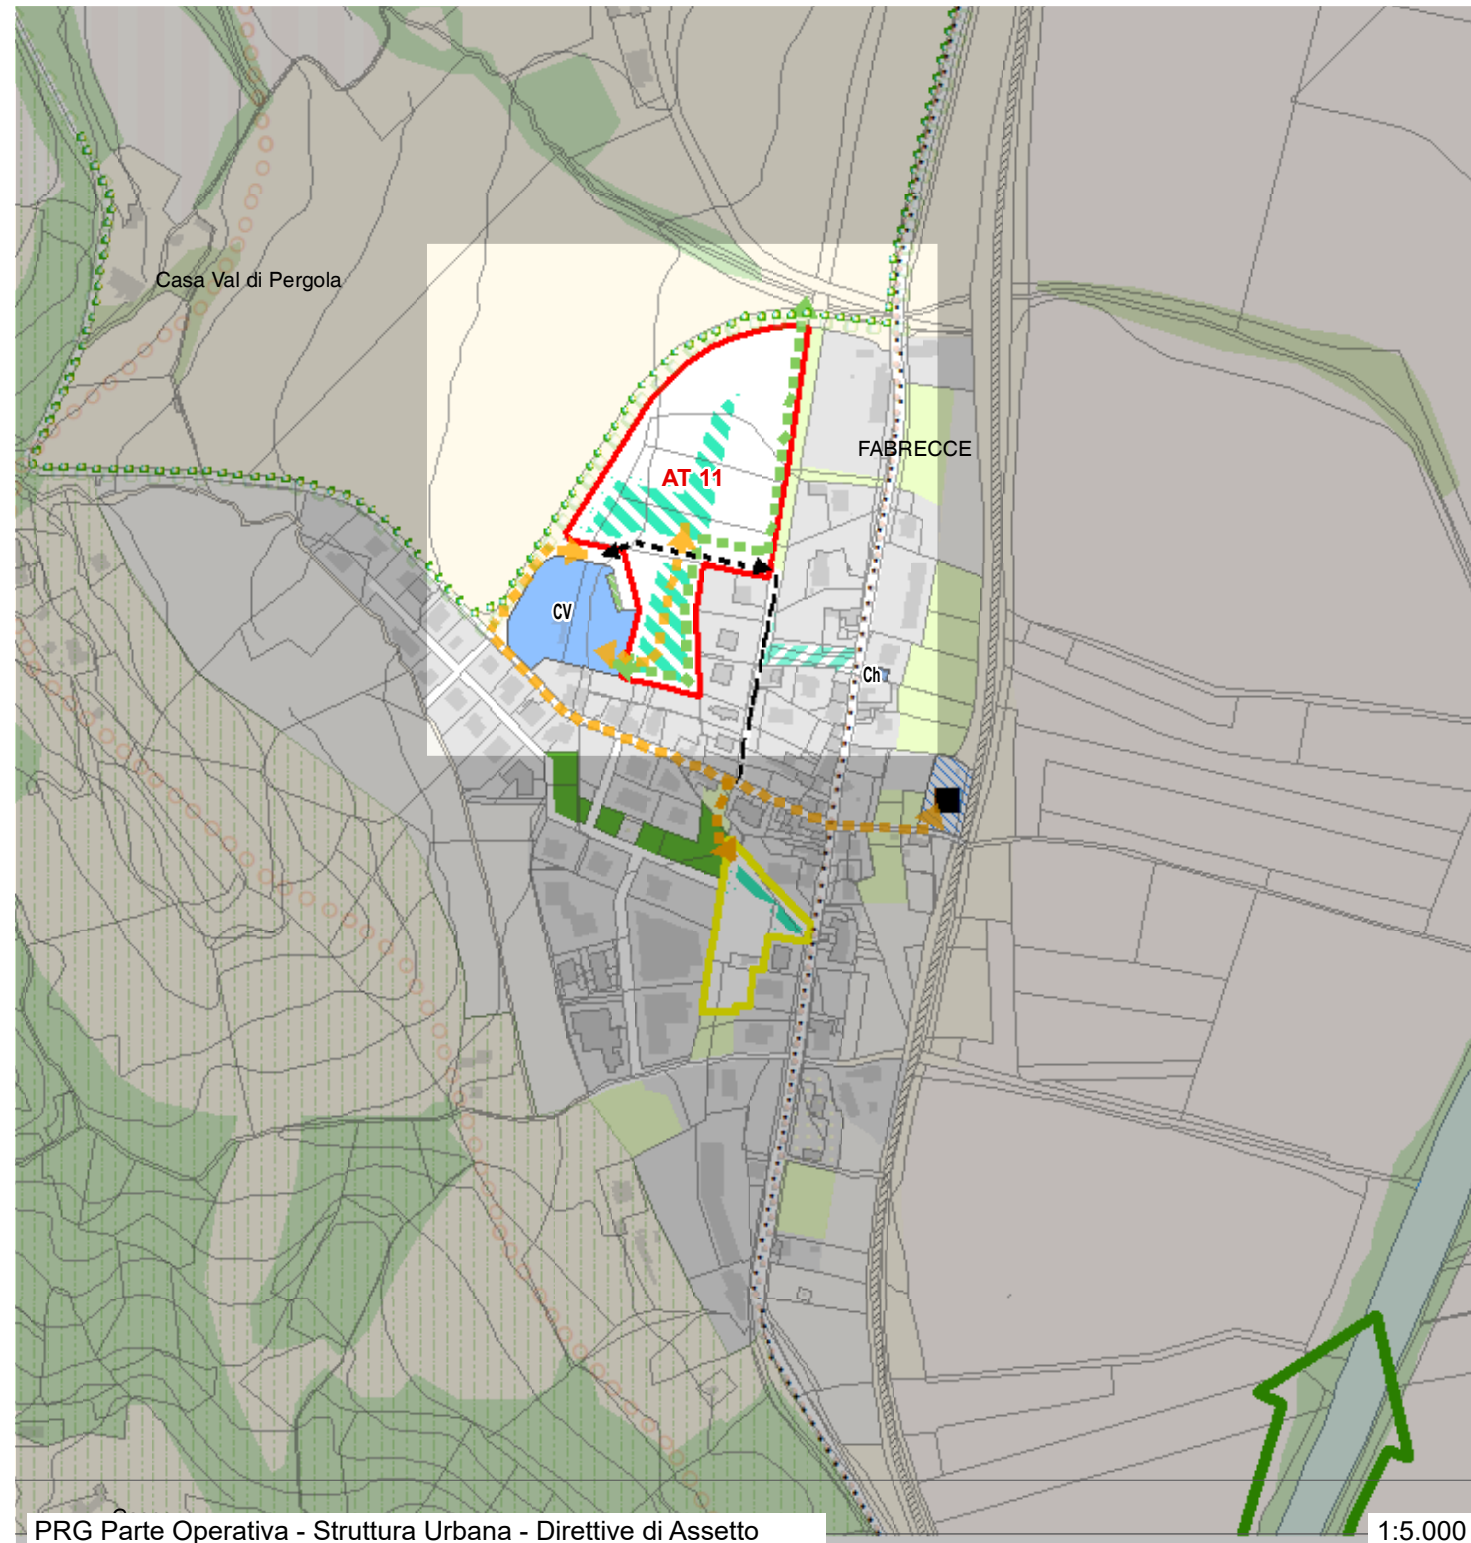 Casa Val di Pergola
FABRECCE
AT 11
CV
Ch
PRG Parte Operativa - Struttura Urbana - Direttive di Assetto
1:5.000